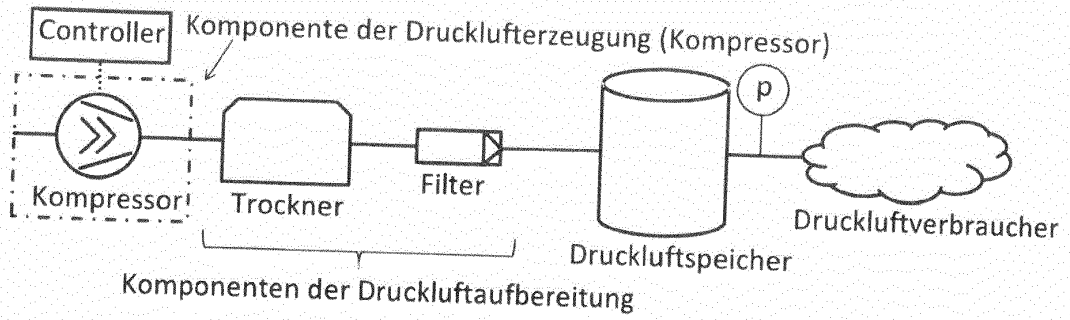 Controller
Komponente der Drucklufterzeugung (Kompressor)
p
Kompressor
Trockner
Filter
Druckluftspeicher
Druckluftverbraucher
Komponenten der Druckluftaufbereitung